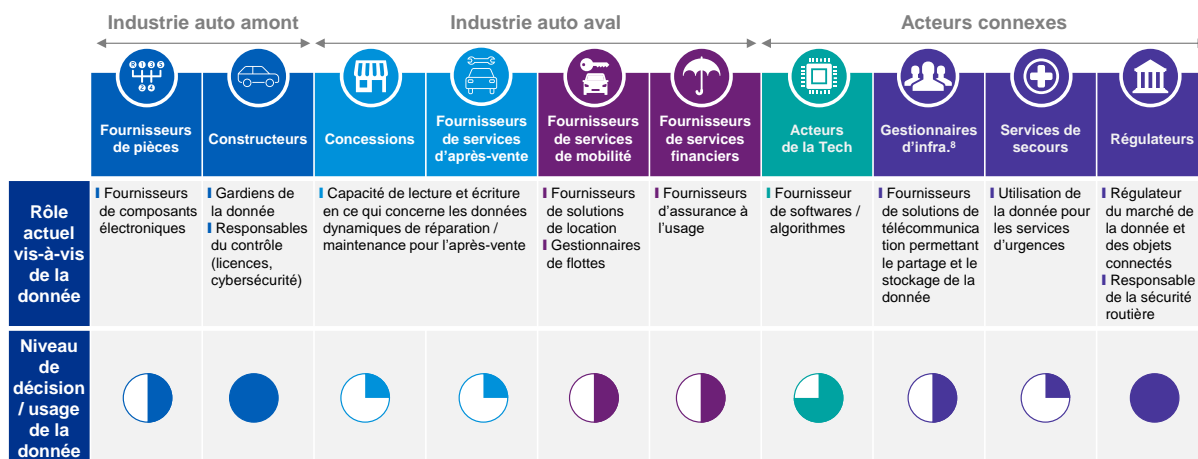 Industrie auto amont
Industrie auto aval
Acteurs connexes
R 1 3 5
2 4
Fournisseurs
de pièces
Constructeurs
Concessions
Fournisseurs
de services
d'après-vente
Fournisseurs
de services
de mobilité
Fournisseurs
de services
financiers
Acteurs
de la Tech
Gestionnaires
d'infra.⁸
Services de
secours
Régulateurs
Rôle
actuel
vis-à-vis
de la
donnée
Fournisseurs
de composants
électroniques
Gardiens de
la donnée
Responsables
du contrôle
(licences,
cybersécurité)
Capacité de lecture et écriture
en ce qui concerne les données
dynamiques de réparation /
maintenance pour l'après-vente
Fournisseurs
de solutions
de location
Gestionnaires
de flottes
Fournisseurs
d'assurance à
l'usage
Fournisseur
de softwares /
algorithmes
Fournisseurs
de solutions de
télécommunica
tion permettant
le partage et le
stockage de la
donnée
Utilisation de
la donnée pour
les services
d'urgences
Régulateur
du marché de
la donnée et
des objets
connectés
Responsable
de la sécurité
routière
Niveau
de
décision
/ usage
de la
donnée